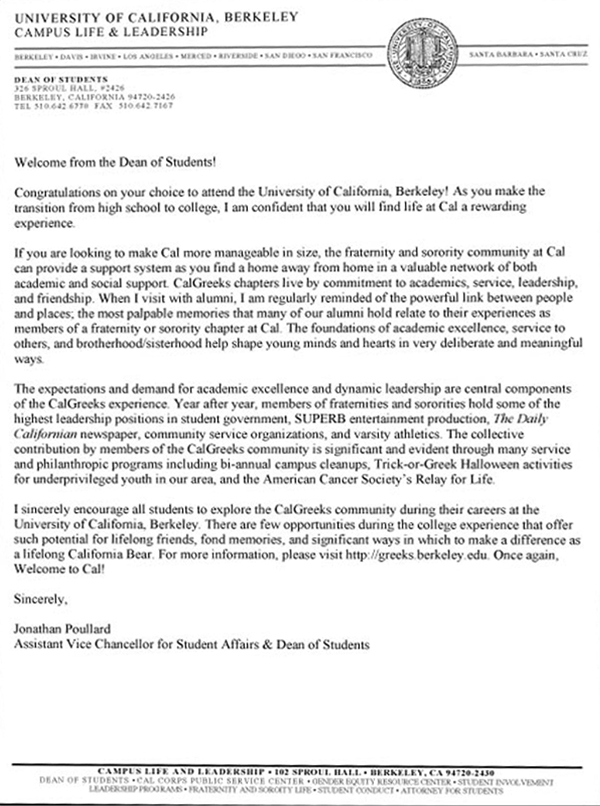 UNIVERSITY OF CALIFORNIA, BERKELEY
CAMPUS LIFE & LEADERSHIP
BERKELEY • DAVIS • IRVINE • LOS ANGELES • MERCED • RIVERSIDE • SAN DIEGO • SAN FRANCISCO
SANTA BARBARA • SANTA CRUZ
DEAN OF STUDENTS
326 SPROUL HALL, #2426
BERKELEY, CALIFORNIA 94720-2426
TEL 510.642.6770 FAX 510.642.7167
Welcome from the Dean of Students!
Congratulations on your choice to attend the University of California, Berkeley! As you make the
transition from high school to college, I am confident that you will find life at Cal a rewarding
experience.
If you are looking to make Cal more manageable in size, the fraternity and sorority community at Cal
can provide a support system as you find a home away from home in a valuable network of both
academic and social support. CalGreeks chapters live by commitment to academics, service, leadership,
and friendship. When I visit with alumni, I am regularly reminded of the powerful link between people
and places; the most palpable memories that many of our alumni hold relate to their experiences as
members of a fraternity or sorority chapter at Cal. The foundations of academic excellence, service to
others, and brotherhood/sisterhood help shape young minds and hearts in very deliberate and meaningful
ways.
The expectations and demand for academic excellence and dynamic leadership are central components
of the CalGreeks experience. Year after year, members of fraternities and sororities hold some of the
highest leadership positions in student government, SUPERB entertainment production, The Daily
Californian newspaper, community service organizations, and varsity athletics. The collective
contribution by members of the CalGreeks community is significant and evident through many service
and philanthropic programs including bi-annual campus cleanups, Trick-or-Greek Halloween activities
for underprivileged youth in our area, and the American Cancer Society's Relay for Life.
I sincerely encourage all students to explore the CalGreeks community during their careers at the
University of California, Berkeley. There are few opportunities during the college experience that offer
such potential for lifelong friends, fond memories, and significant ways in which to make a difference as
a lifelong California Bear. For more information, please visit http://greeks.berkeley.edu. Once again,
Welcome to Cal!
Sincerely,
Jonathan Poullard
Assistant Vice Chancellor for Student Affairs & Dean of Students
CAMPUS LIFE AND LEADERSHIP • 102 SPROUL HALL • BERKELEY, CA 94720-2430
DEAN OF STUDENTS • CAL CORPS PUBLIC SERVICE CENTER • GENDER EQUITY RESOURCE CENTER • STUDENT INVOLVEMENT
LEADERSHIP PROGRAMS • FRATERNITY AND SOROITY LIFE • STUDENT CONDUCT • ATTORNEY FOR STUDENTS